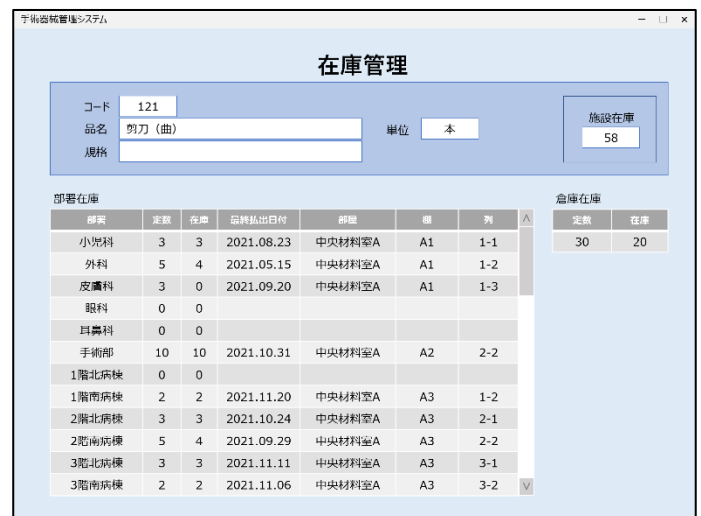 手術器械管理システム
在庫管理
コード 121
品名 剪刀（曲） 単位 本
規格
施設在庫
58
部署在庫
部署 定数 在庫 最終払出日付 部屋 棚 列
小児科 3 3 2021.08.23 中央材料室A A1 1-1
外科 5 4 2021.05.15 中央材料室A A1 1-2
皮膚科 3 0 2021.09.20 中央材料室A A1 1-3
眼科 0 0
耳鼻科 0 0
手術部 10 10 2021.10.31 中央材料室A A2 2-2
1階北病棟 0 0
1階南病棟 2 2 2021.11.20 中央材料室A A3 1-2
2階北病棟 3 3 2021.10.24 中央材料室A A3 2-1
2階南病棟 5 4 2021.09.29 中央材料室A A3 2-2
3階北病棟 3 3 2021.11.11 中央材料室A A3 3-1
3階南病棟 2 2 2021.11.06 中央材料室A A3 3-2
倉庫在庫
定数 在庫
30 20